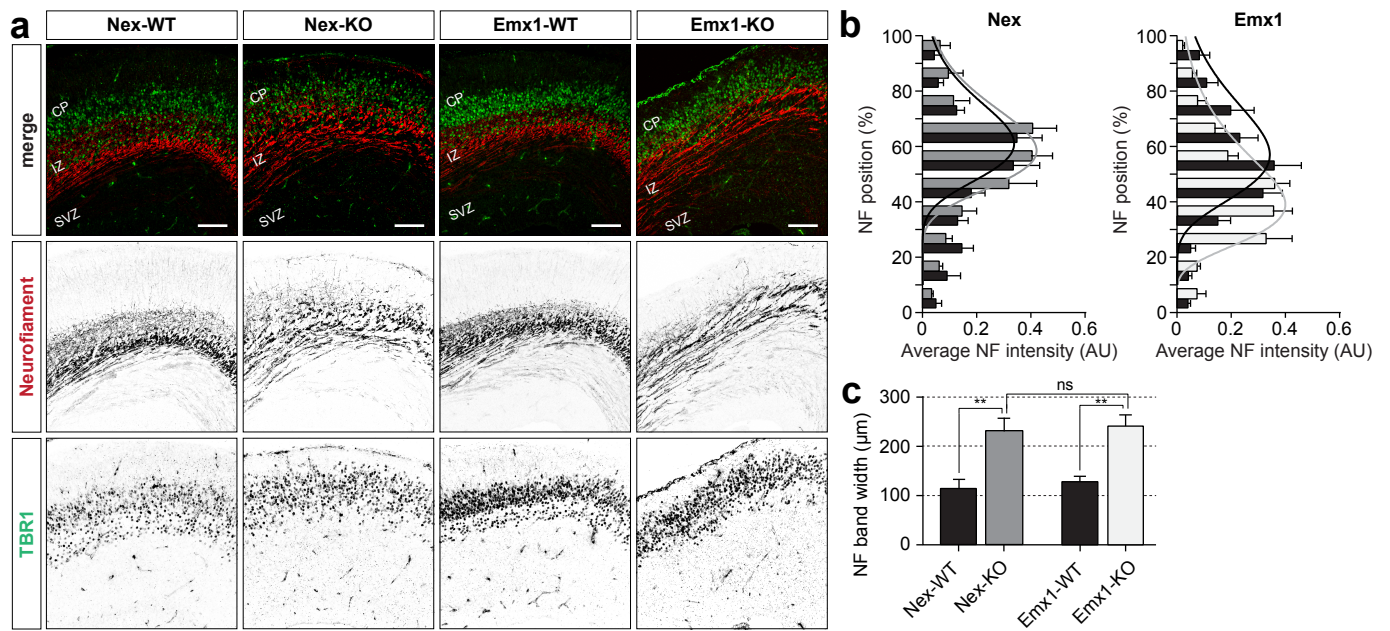 a
Nex-WT Nex-KO Emx1-WT Emx1-KO
merge
CP
IZ
SVZ
CP
IZ
SVZ
CP
IZ
SVZ
CP
IZ
SVZ
Neurofiament
TBR1
b
Nex
Emx1
NF position (%)
100
80
60
40
20
0
0 0.2 0.4 0.6
Average NF intensity (AU)
NF position (%)
100
80
60
40
20
0
0 0.2 0.4 0.6
Average NF intensity (AU)
c
ns
** **
NF band width (µm)
300
200
100
0
Nex-WT
Nex-KO
Emx1-WT
Emx1-KO